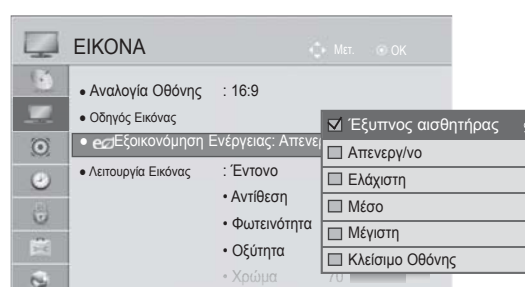 ΕΙΚΟΝΑ
Μετ. OK
• Αναλογία Οθόνης : 16:9
• Οδηγός Εικόνας
• Εξοικονόμηση Ενέργειας: Απενερ
• Λειτουργία Εικόνας : Έντονο
• Αντίθεση
• Φωτεινότητα
• Οξύτητα
• Χρώμα 70
Έξυπνος αισθητήρας
Απενεργ/νο
Ελάχιστη
Μέσο
Μέγιστη
Κλείσιμο Οθόνης